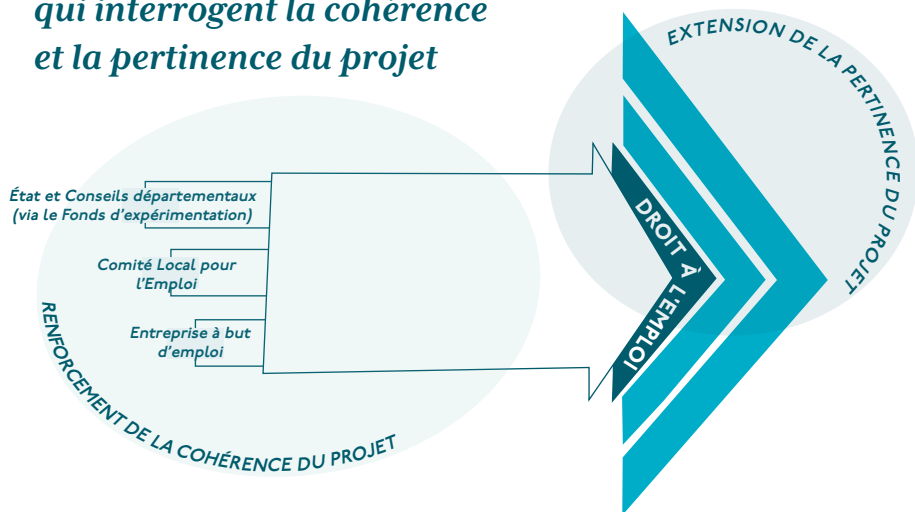 qui interrogent la cohérence
et la pertinence du projet
EXTENSION DE LA PERTINENCE DU PROJET
État et Conseils départementaux
(via le Fonds d'expérimentation)
DROIT À L'EMPLOI
Comité Local pour
l'Emploi
Entreprise à but
d'emploi
RENFORCEMENT DE LA COHÉRENCE DU PROJET